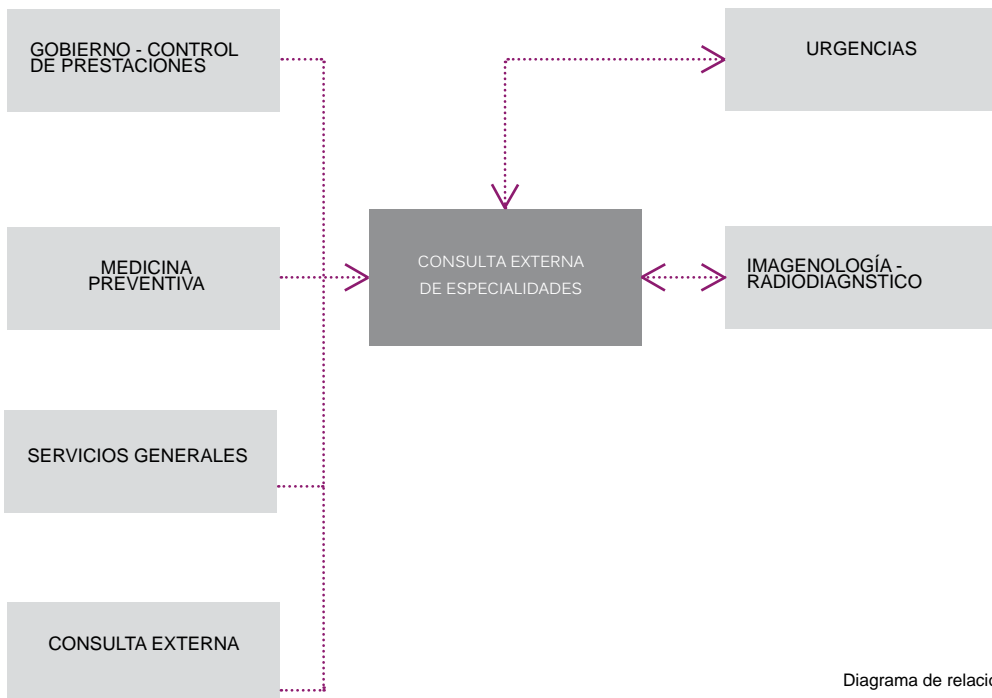 GOBIERNO - CONTROL
DE PRESTACIONES
URGENCIAS
MEDICINA
PREVENTIVA
CONSULTA EXTERNA
DE ESPECIALIDADES
IMAGENOLOGÍA -
RADIODIAGNSTICO
SERVICIOS GENERALES
CONSULTA EXTERNA
Diagrama de relacio